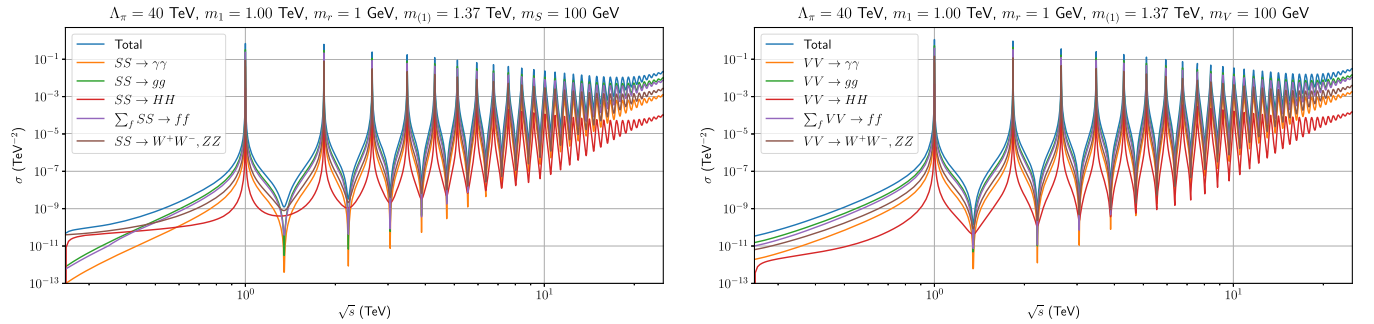 Λ_π = 40 TeV, m_1 = 1.00 TeV, m_r = 1 GeV, m_(1) = 1.37 TeV, m_S = 100 GeV
10^−1
10^−3
10^−5
10^−7
10^−9
10^−11
10^−13
σ (TeV^−2)
Total
SS → γγ
SS → gg
SS → HH
∑_f SS → ff
SS → W^+W^−, ZZ
10^0
10^1
√s (TeV)
Λ_π = 40 TeV, m_1 = 1.00 TeV, m_r = 1 GeV, m_(1) = 1.37 TeV, m_V = 100 GeV
10^−1
10^−3
10^−5
10^−7
10^−9
10^−11
10^−13
σ (TeV^−2)
Total
VV → γγ
VV → gg
VV → HH
∑_f VV → ff
VV → W^+W^−, ZZ
10^0
10^1
√s (TeV)